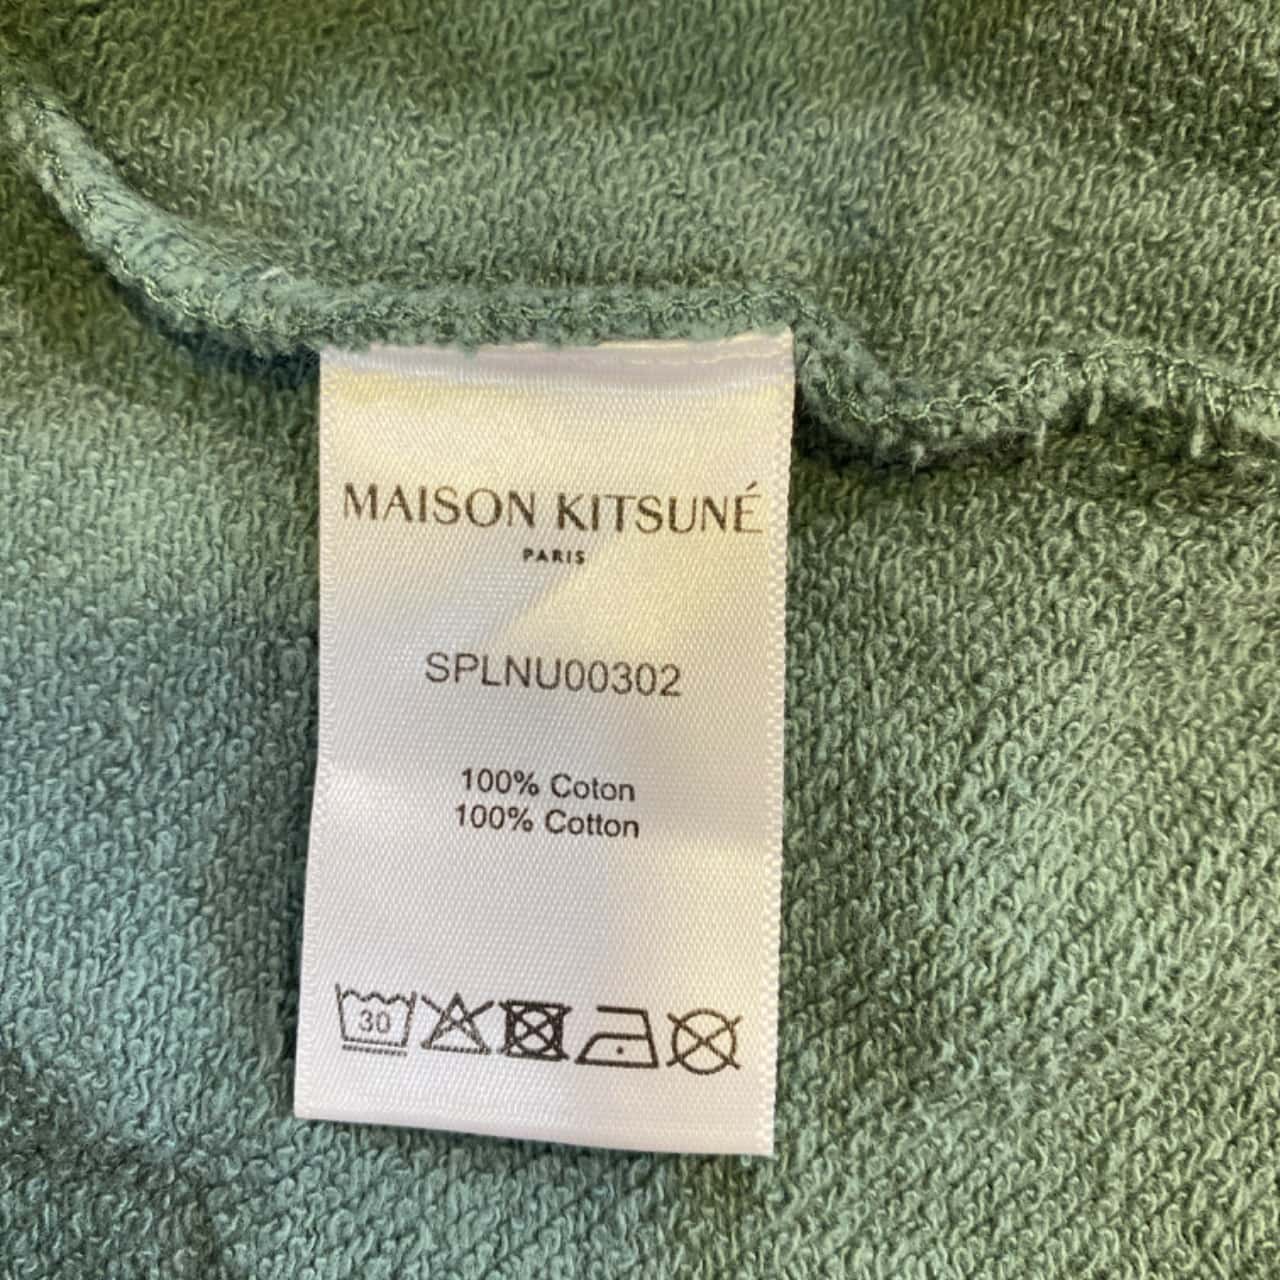 MAISON KITSUNÉ
PARIS
SPLNU00302
100% Coton
100% Cotton
30